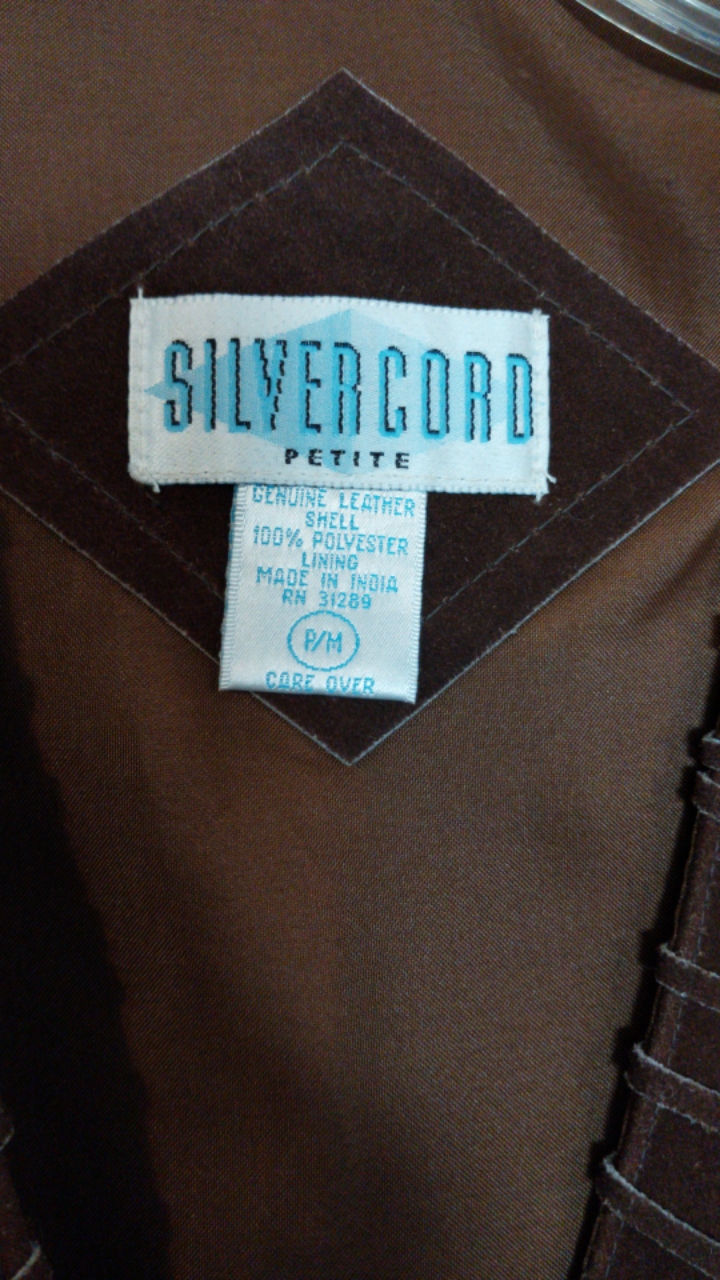 SILVERCORD
PETITE
GENUINE LEATHER
SHELL
100% POLYESTER
LINING
MADE IN INDIA
RN 31289
P/M
CARE OVER